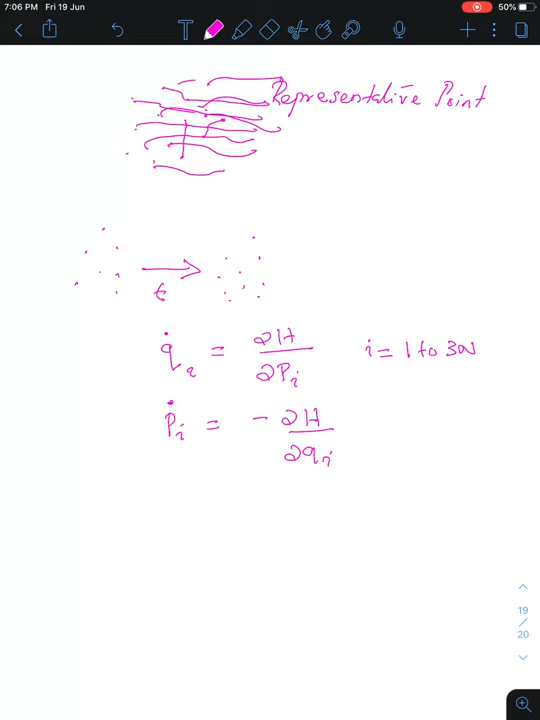 7:06 PM Fri 19 Jun
50%
Representative Point
t
q̇ᵢ = ∂H/∂Pᵢ i = 1 to 3N
Ṗᵢ = - ∂H/∂qᵢ
19
/
20